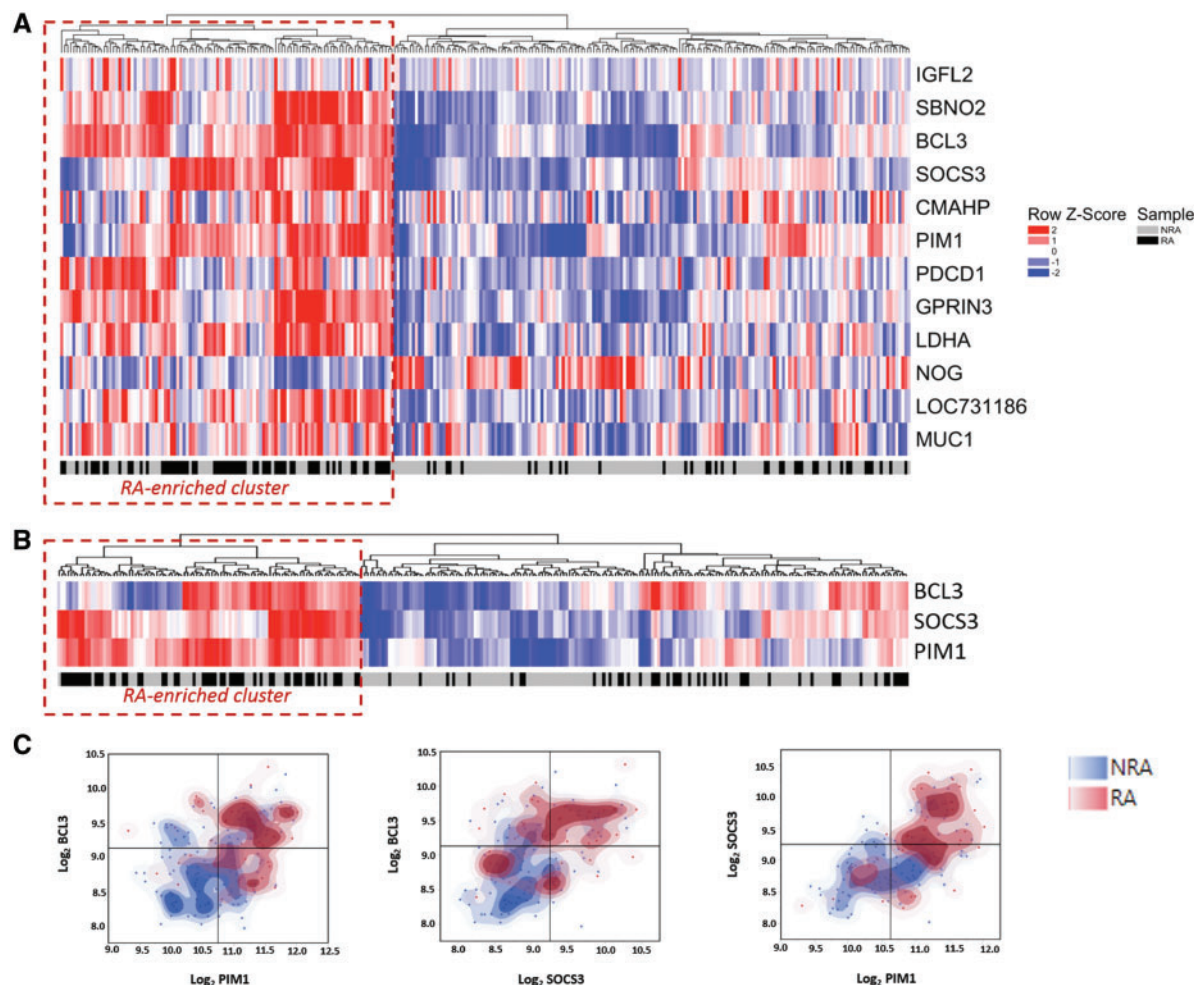 A
IGFL2
SBNO2
BCL3
SOCS3
CMAHP
PIM1
PDCD1
GPRIN3
LDHA
NOG
LOC731186
MUC1
Row Z-Score Sample
2 NRA
1 RA
0
-1
-2
RA-enriched cluster
B
BCL3
SOCS3
PIM1
RA-enriched cluster
C
10.5
10.0
9.5
9.0
8.5
8.0
Log₂ BCL3
9.0 9.5 10.0 10.5 11.0 11.5 12.0 12.5
Log₂ PIM1
10.5
10.0
9.5
9.0
8.5
8.0
Log₂ BCL3
8.0 8.5 9.0 9.5 10.0 10.5
Log₂ SOCS3
10.5
10.0
9.5
9.0
8.5
8.0
Log₂ SOCS3
9.5 10.0 10.5 11.0 11.5 12.0
Log₂ PIM1
NRA
RA